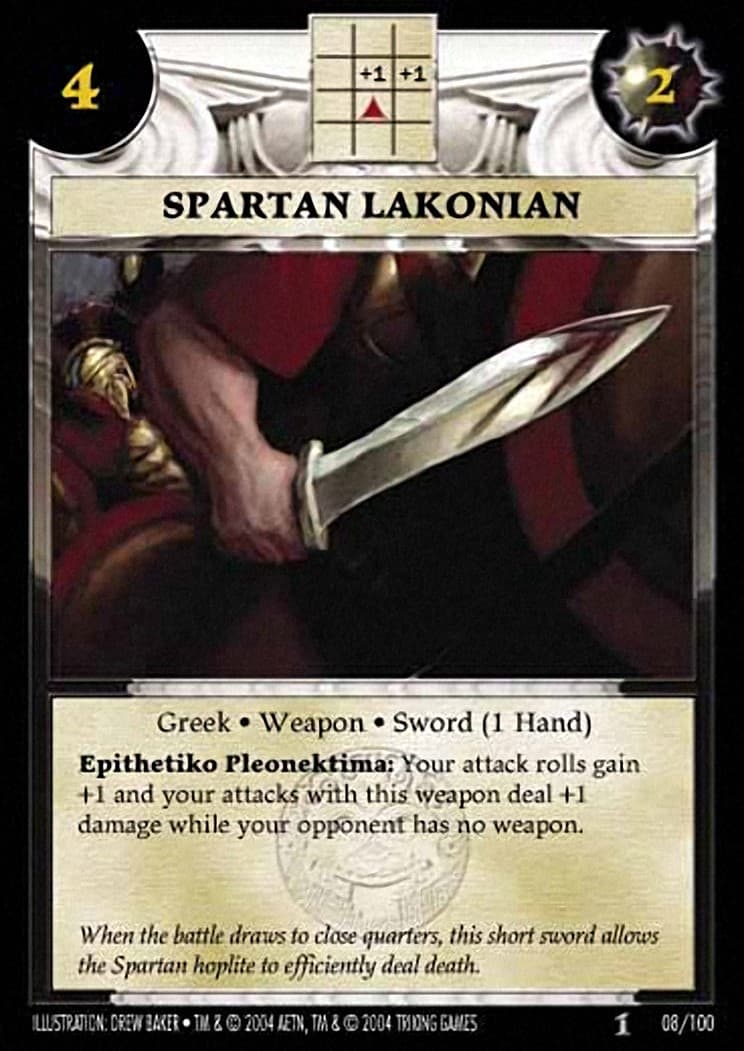 4
+1 +1
2
SPARTAN LAKONIAN
Greek • Weapon • Sword (1 Hand)
Epithetiko Pleonektima: Your attack rolls gain
+1 and your attacks with this weapon deal +1
damage while your opponent has no weapon.
When the battle draws to close quarters, this short sword allows
the Spartan hoplite to efficiently deal death.
ILLUSTRATION: DREW BAKER • TM & © 2004 AETN, TM & © 2004 TRIKING GAMES 1 08/100